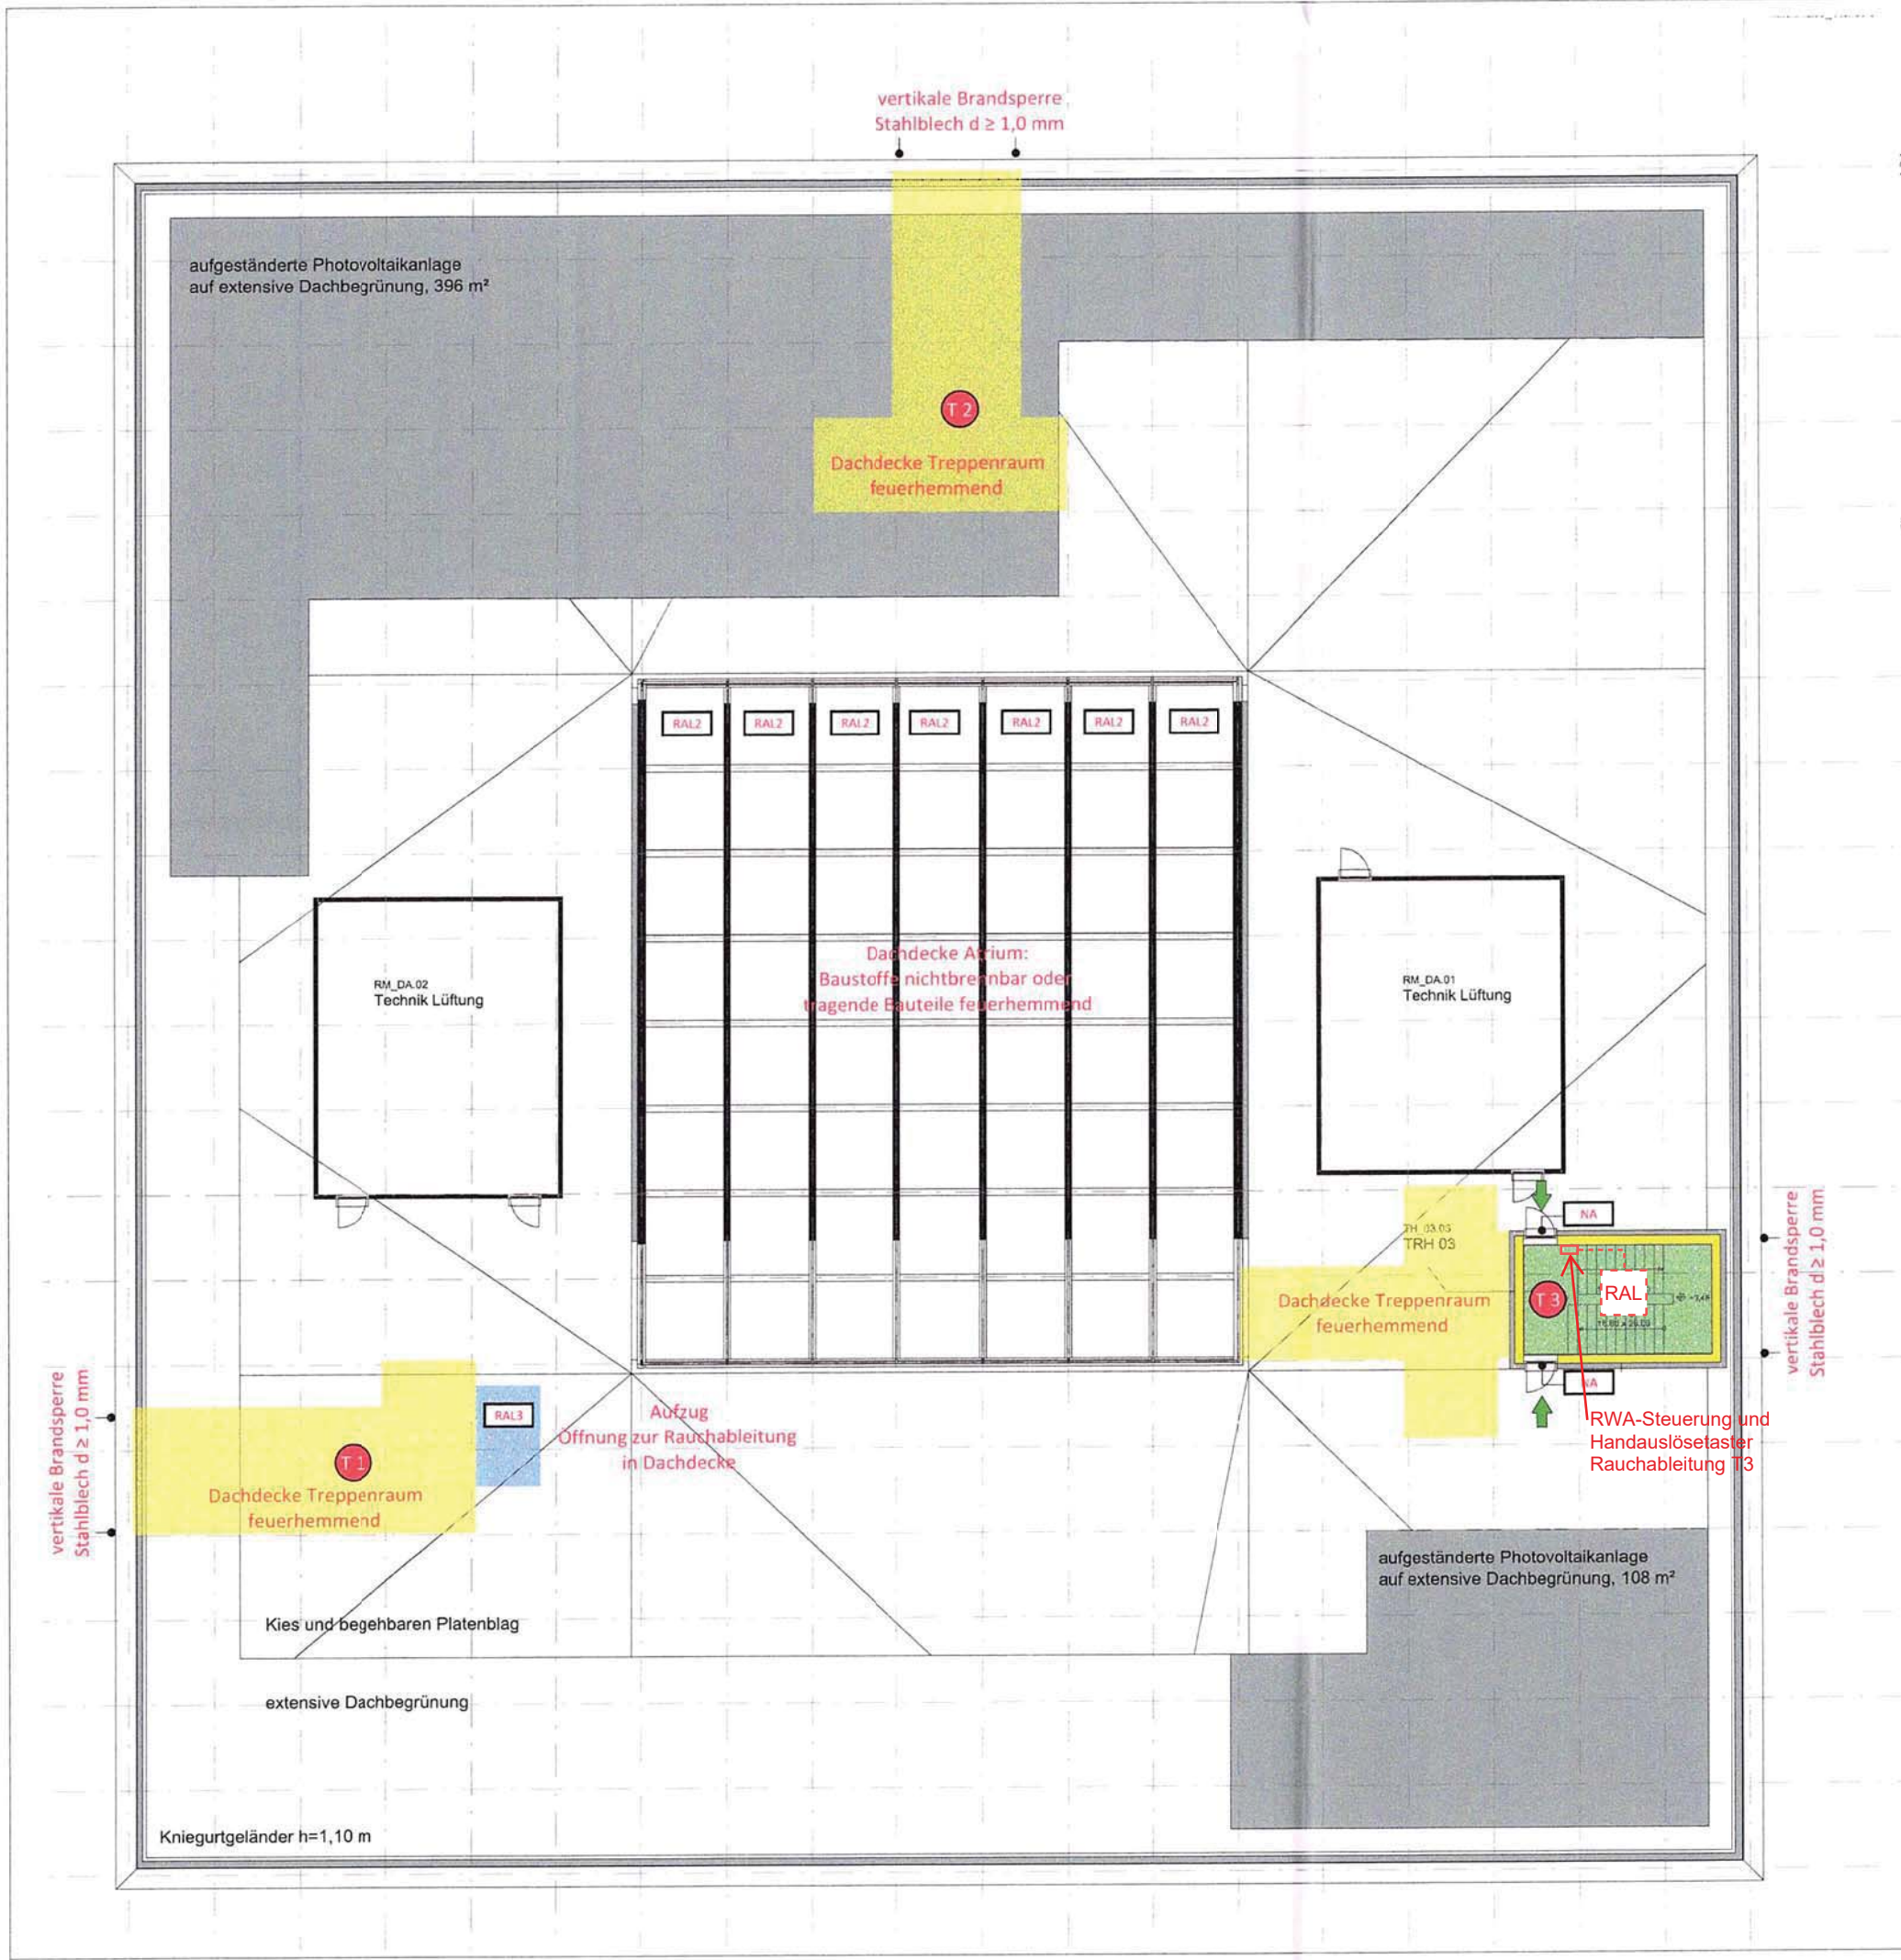 vertikale Brandsperre
Stahlblech d ≥ 1,0 mm
aufgeständerte Photovoltaikanlage
auf extensive Dachbegrünung, 396 m²
T 2
Dachdecke Treppenraum
feuerhemmend
RAL2
RAL2
RAL2
RAL2
RAL2
RAL2
RAL2
Dachdecke Atrium:
Baustoffe nichtbrennbar oder
tragende Bauteile feuerhemmend
RM_DA.02
Technik Lüftung
RM_DA.01
Technik Lüftung
NA
TRH 03
T 3
RAL
Dachdecke Treppenraum
feuerhemmend
vertikale Brandsperre
Stahlblech d ≥ 1,0 mm
NA
RWA-Steuerung und
Handauslösetaster
Rauchableitung T3
vertikale Brandsperre
Stahlblech d ≥ 1,0 mm
RAL3
Aufzug
Öffnung zur Rauchableitung
in Dachdecke
T 1
Dachdecke Treppenraum
feuerhemmend
aufgeständerte Photovoltaikanlage
auf extensive Dachbegrünung, 108 m²
Kies und begehbaren Platenblag
extensive Dachbegrünung
Kniegurtgeländer h=1,10 m